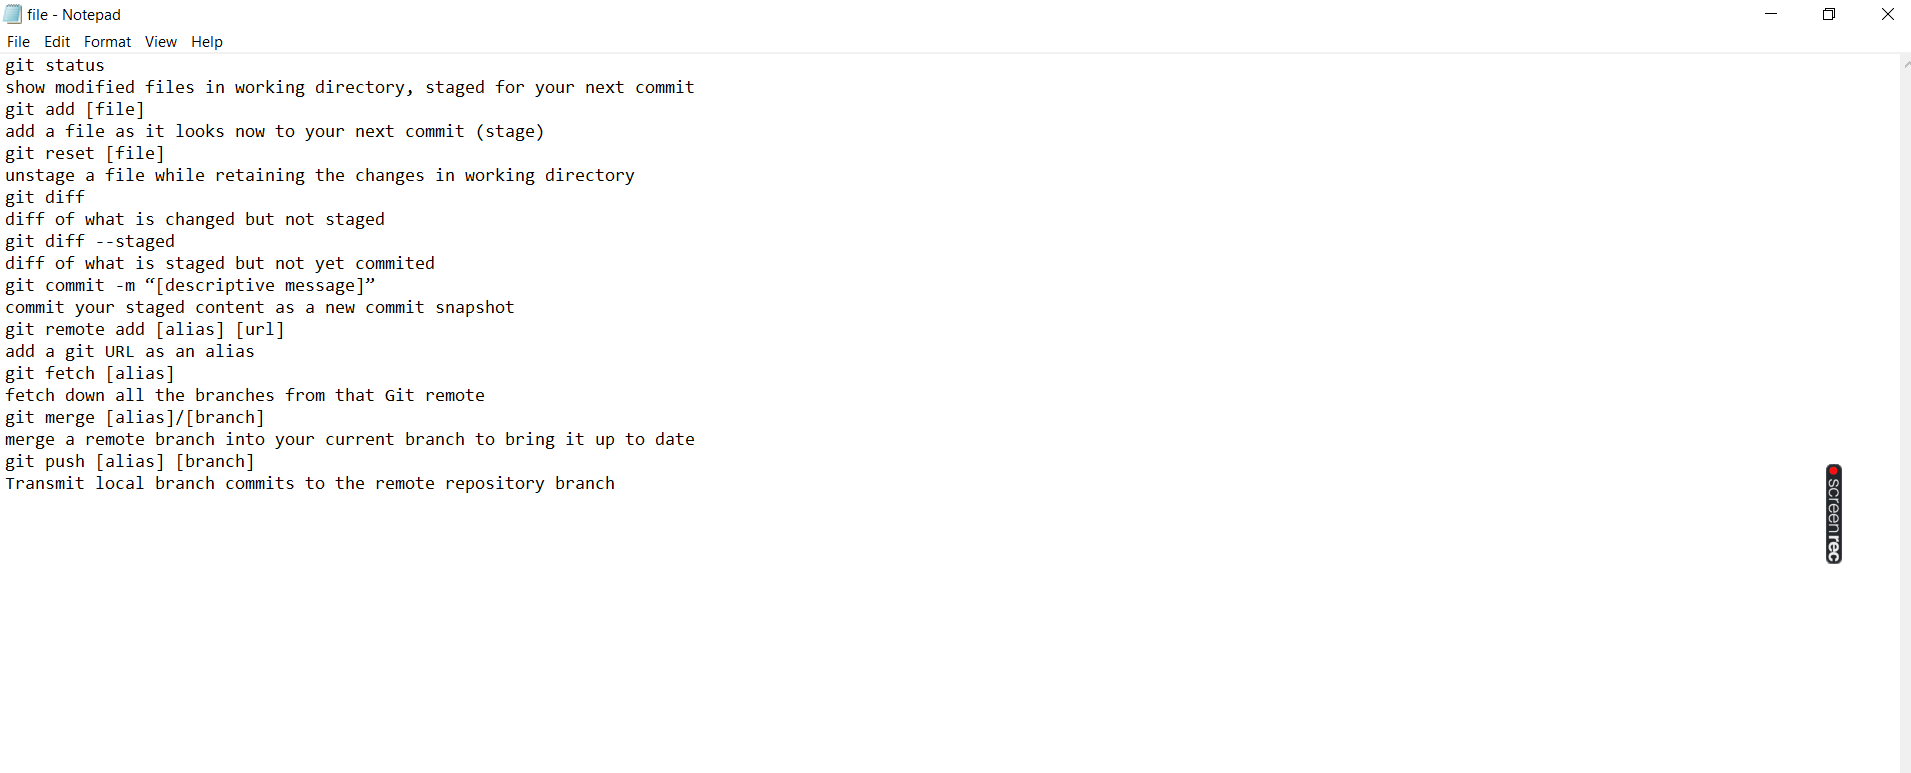 file - Notepad
File Edit Format View Help
git status
show modified files in working directory, staged for your next commit
git add [file]
add a file as it looks now to your next commit (stage)
git reset [file]
unstage a file while retaining the changes in working directory
git diff
diff of what is changed but not staged
git diff --staged
diff of what is staged but not yet commited
git commit -m “[descriptive message]”
commit your staged content as a new commit snapshot
git remote add [alias] [url]
add a git URL as an alias
git fetch [alias]
fetch down all the branches from that Git remote
git merge [alias]/[branch]
merge a remote branch into your current branch to bring it up to date
git push [alias] [branch]
Transmit local branch commits to the remote repository branch
screenrec